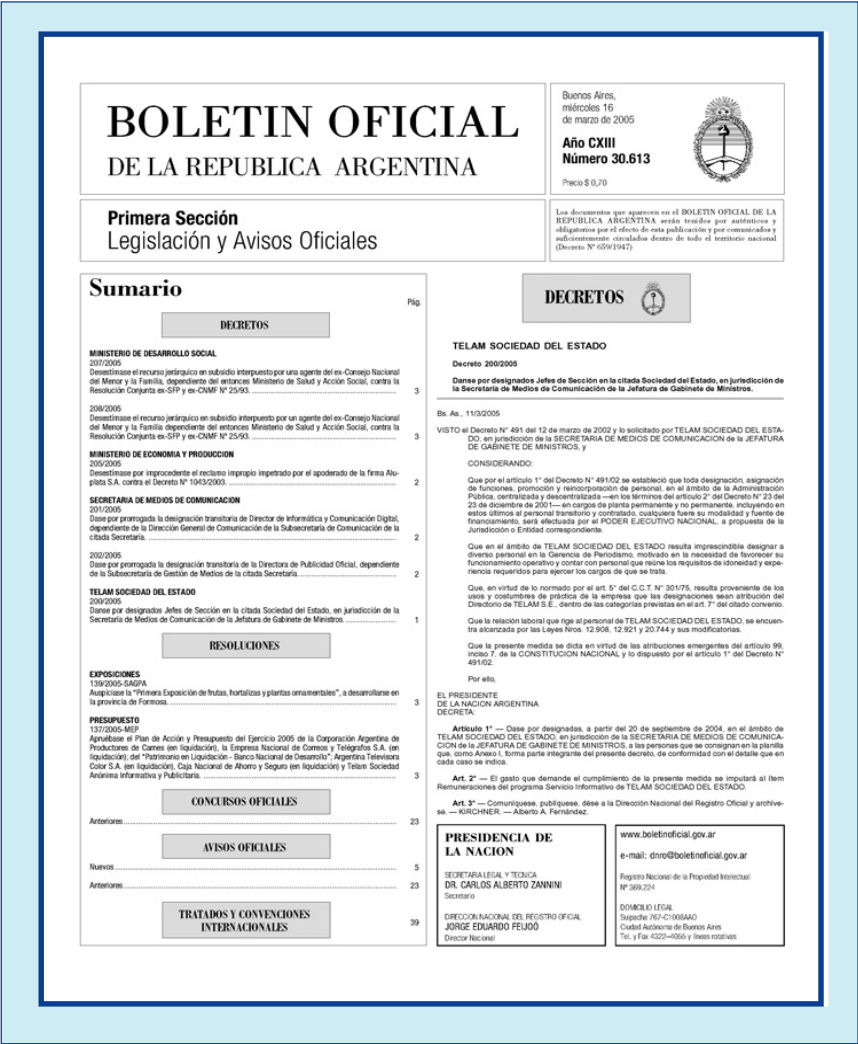 BOLETIN OFICIAL
DE LA REPUBLICA ARGENTINA
Buenos Aires,
miércoles 16
de marzo de 2005
Año CXIII
Número 30.613
Precio $ 0,70
Primera Sección
Legislación y Avisos Oficiales
Los documentos que aparecen en el BOLETIN OFICIAL DE LA
REPUBLICA ARGENTINA serán tenidos por auténticos y
obligatorios por el efecto de esta publicación y por comunicados y
suficientemente circulados dentro de todo el territorio nacional
(Decreto Nº 659/1947)
Sumario
Pág.
DECRETOS
MINISTERIO DE DESARROLLO SOCIAL
207/2005
Desestímase el recurso jerárquico en subsidio interpuesto por una agente del ex-Consejo Nacional
del Menor y la Familia, dependiente del entonces Ministerio de Salud y Acción Social, contra la
Resolución Conjunta ex-SFP y ex-CNMF Nº 25/93. ........ 3
208/2005
Desestímase el recurso jerárquico en subsidio interpuesto por un agente del ex-Consejo Nacional
del Menor y la Familia, dependiente del entonces Ministerio de Salud y Acción Social, contra la
Resolución Conjunta ex-SFP y ex-CNMF Nº 25/93. ........ 3
MINISTERIO DE ECONOMIA Y PRODUCCION
205/2005
Desestímase por improcedente el reclamo impropio impetrado por el apoderado de la firma Alu-
plata S.A. contra el Decreto Nº 1043/2003. ........ 2
SECRETARIA DE MEDIOS DE COMUNICACION
201/2005
Dase por prorrogada la designación transitoria de Director de Informática y Comunicación Digital,
dependiente de la Dirección General de Comunicación de la Subsecretaría de Comunicación de la
citada Secretaría. ........ 2
202/2005
Dase por prorrogada la designación transitoria de la Directora de Publicidad Oficial, dependiente
de la Subsecretaría de Gestión de Medios de la citada Secretaría. ........ 2
TELAM SOCIEDAD DEL ESTADO
200/2005
Danse por designados Jefes de Sección en la citada Sociedad del Estado, en jurisdicción de la
Secretaría de Medios de Comunicación de la Jefatura de Gabinete de Ministros. ........ 1
RESOLUCIONES
EXPOSICIONES
139/2005-SAGPA
Auspíciase la "Primera Exposición de frutas, hortalizas y plantas ornamentales", a desarrollarse en
la provincia de Formosa. ........ 3
PRESUPUESTO
137/2005-MEP
Apruébase el Plan de Acción y Presupuesto del Ejercicio 2005 de la Corporación Argentina de
Productores de Carnes (en liquidación), la Empresa Nacional de Correos y Telégrafos S.A. (en
liquidación); del "Patrimonio en Liquidación - Banco Nacional de Desarrollo"; Argentina Televisora
Color S.A. (en liquidación), Caja Nacional de Ahorro y Seguro (en liquidación) y Telam Sociedad
Anónima Informativa y Publicitaria. ........ 3
CONCURSOS OFICIALES
Anteriores ........ 23
AVISOS OFICIALES
Nuevos ........ 5
Anteriores ........ 23
TRATADOS Y CONVENCIONES
INTERNACIONALES
39
DECRETOS
TELAM SOCIEDAD DEL ESTADO
Decreto 200/2005
Danse por designados Jefes de Sección en la citada Sociedad del Estado, en jurisdicción de
la Secretaría de Medios de Comunicación de la Jefatura de Gabinete de Ministros.
Bs. As., 11/3/2005
VISTO el Decreto N° 491 del 12 de marzo de 2002 y lo solicitado por TELAM SOCIEDAD DEL ESTA-
DO, en jurisdicción de la SECRETARIA DE MEDIOS DE COMUNICACION de la JEFATURA
DE GABINETE DE MINISTROS, y
CONSIDERANDO:
Que por el artículo 1° del Decreto N° 491/02 se estableció que toda designación, asignación
de funciones, promoción y reincorporación de personal, en el ámbito de la Administración
Pública, centralizada y descentralizada —en los términos del artículo 2° del Decreto N° 23 del
23 de diciembre de 2001— en cargos de planta permanente y no permanente, incluyendo en
estos últimos al personal transitorio y contratado, cualquiera fuere su modalidad y fuente de
financiamiento, será efectuada por el PODER EJECUTIVO NACIONAL, a propuesta de la
Jurisdicción o Entidad correspondiente.
Que en el ámbito de TELAM SOCIEDAD DEL ESTADO resulta imprescindible designar a
diverso personal en la Gerencia de Periodismo, motivado en la necesidad de favorecer su
funcionamiento operativo y contar con personal que reúne los requisitos de idoneidad y expe-
riencia requeridos para ejercer los cargos de que se trata.
Que, en virtud de lo normado por el art. 5° del C.C.T. N° 301/75, resulta proveniente de los
usos y costumbres de práctica de la empresa que las designaciones sean atribución del
Directorio de TELAM S.E., dentro de las categorías previstas en el art. 7° del citado convenio.
Que la relación laboral que rige al personal de TELAM SOCIEDAD DEL ESTADO, se encuen-
tra alcanzada por las Leyes Nros. 12.908, 12.921 y 20.744 y sus modificatorias.
Que la presente medida se dicta en virtud de las atribuciones emergentes del artículo 99,
inciso 7, de la CONSTITUCION NACIONAL y lo dispuesto por el artículo 1° del Decreto N°
491/02.
Por ello,
EL PRESIDENTE
DE LA NACION ARGENTINA
DECRETA:
Artículo 1° — Dase por designadas, a partir del 20 de septiembre de 2004, en el ámbito de
TELAM SOCIEDAD DEL ESTADO, en jurisdicción de la SECRETARIA DE MEDIOS DE COMUNICA-
CION de la JEFATURA DE GABINETE DE MINISTROS, a las personas que se consignan en la planilla
que, como Anexo I, forma parte integrante del presente decreto, de conformidad con el detalle que en
cada caso se indica.
Art. 2° — El gasto que demande el cumplimiento de la presente medida se imputará al Item
Remuneraciones del programa Servicio Informativo de TELAM SOCIEDAD DEL ESTADO.
Art. 3° — Comuníquese, publíquese, dése a la Dirección Nacional del Registro Oficial y archíve-
se. — KIRCHNER. — Alberto A. Fernández.
PRESIDENCIA DE
LA NACION
SECRETARIA LEGAL Y TECNICA
DR. CARLOS ALBERTO ZANNINI
Secretario
DIRECCION NACIONAL DEL REGISTRO OFICIAL
JORGE EDUARDO FEIJOÓ
Director Nacional
www.boletinoficial.gov.ar
e-mail: dnro@boletinoficial.gov.ar
Registro Nacional de la Propiedad Intelectual
Nº 369.224
DOMICILIO LEGAL
Suipacha 767-C1008AAO
Ciudad Autónoma de Buenos Aires
Tel. y Fax 4322-4055 y líneas rotativas